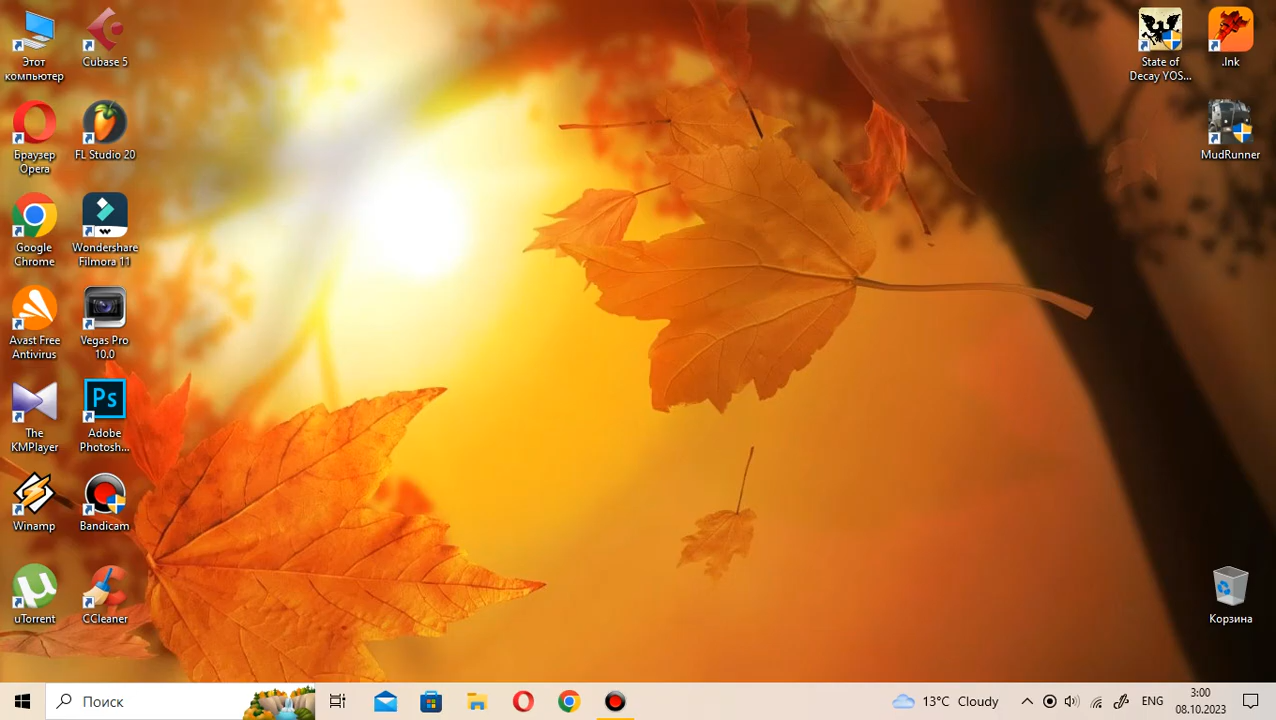 Этот
компьютер
Cubase 5
Браузер
Opera
FL Studio 20
Google
Chrome
Wondershare
Filmora 11
Avast Free
Antivirus
Vegas Pro
10.0
The
KMPlayer
Ps
Adobe
Photosh...
Winamp
Bandicam
uTorrent
CCleaner
State of
Decay YOS...
.lnk
MudRunner
Корзина
Поиск
13°C Cloudy
ENG
3:00
08.10.2023